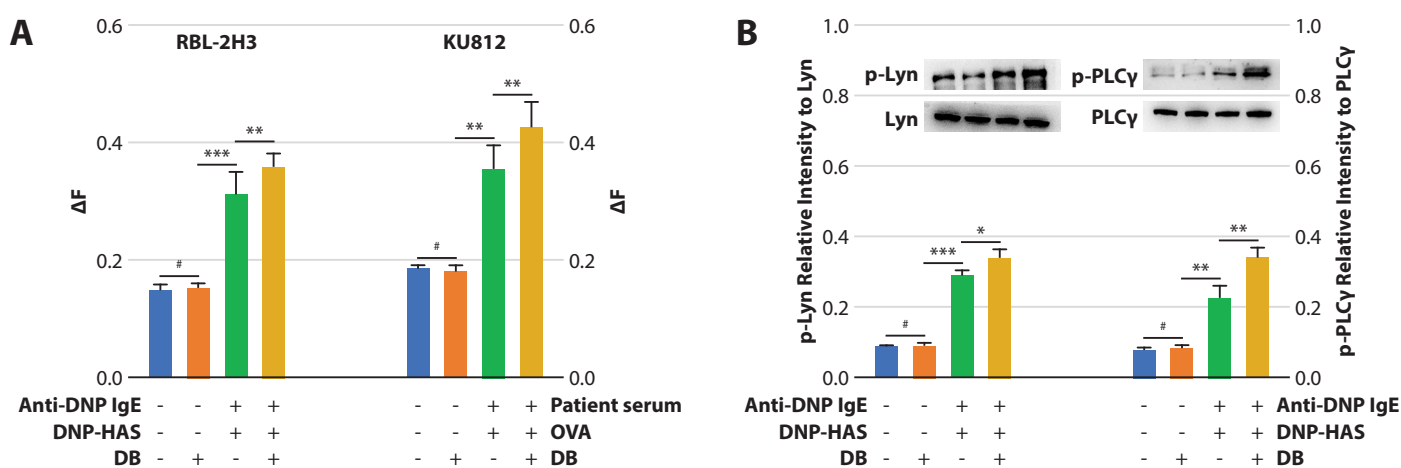 A
RBL-2H3
KU812
0.6
0.4
0.2
0.0
ΔF
# *** **
# ** **
0.6
0.4
0.2
0.0
ΔF
Anti-DNP IgE - - + + - - + + Patient serum
DNP-HAS - - + + - - + + OVA
DB - + - + - + - + DB
B
p-Lyn Relative Intensity to Lyn
1.0
0.8
0.6
0.4
0.2
0.0
p-Lyn
Lyn
p-PLCγ
PLCγ
# *** *
# ** **
1.0
0.8
0.6
0.4
0.2
0.0
p-PLCγ Relative Intensity to PLCγ
Anti-DNP IgE - - + + - - + + Anti-DNP IgE
DNP-HAS - - + + - - + + DNP-HAS
DB - + - + - + - + DB